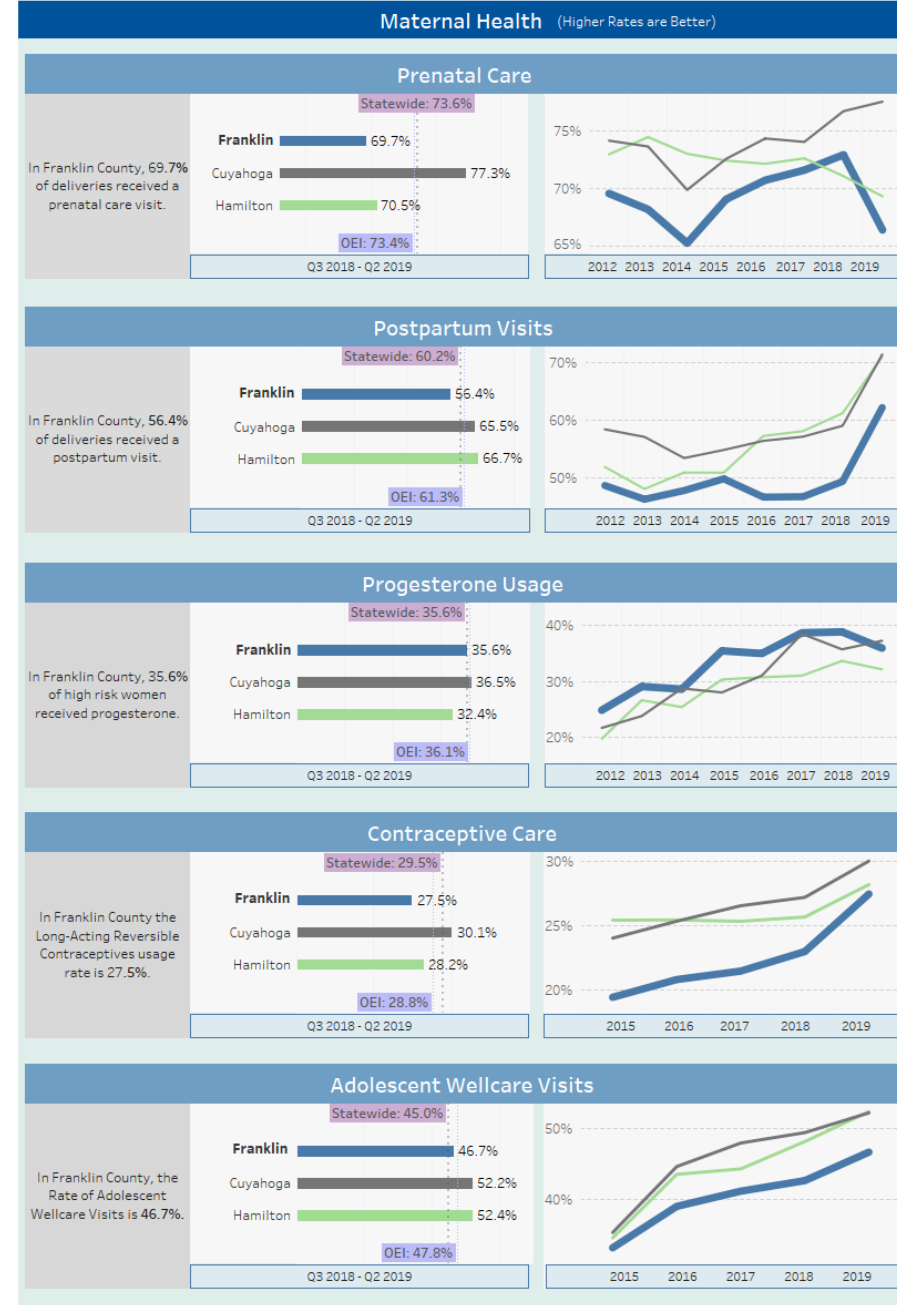 Maternal Health (Higher Rates are Better)
Prenatal Care
In Franklin County, 69.7%
of deliveries received a
prenatal care visit.
Statewide: 73.6%
Franklin 69.7%
Cuyahoga 77.3%
Hamilton 70.5%
OEI: 73.4%
Q3 2018 - Q2 2019
75%
70%
65%
2012 2013 2014 2015 2016 2017 2018 2019
Postpartum Visits
In Franklin County, 56.4%
of deliveries received a
postpartum visit.
Statewide: 60.2%
Franklin 56.4%
Cuyahoga 65.5%
Hamilton 66.7%
OEI: 61.3%
Q3 2018 - Q2 2019
70%
60%
50%
2012 2013 2014 2015 2016 2017 2018 2019
Progesterone Usage
In Franklin County, 35.6%
of high risk women
received progesterone.
Statewide: 35.6%
Franklin 35.6%
Cuyahoga 36.5%
Hamilton 32.4%
OEI: 36.1%
Q3 2018 - Q2 2019
40%
30%
20%
2012 2013 2014 2015 2016 2017 2018 2019
Contraceptive Care
In Franklin County the
Long-Acting Reversible
Contraceptives usage
rate is 27.5%.
Statewide: 29.5%
Franklin 27.5%
Cuyahoga 30.1%
Hamilton 28.2%
OEI: 28.8%
Q3 2018 - Q2 2019
30%
25%
20%
2015 2016 2017 2018 2019
Adolescent Wellcare Visits
In Franklin County, the
Rate of Adolescent
Wellcare Visits is 46.7%.
Statewide: 45.0%
Franklin 46.7%
Cuyahoga 52.2%
Hamilton 52.4%
OEI: 47.8%
Q3 2018 - Q2 2019
50%
40%
2015 2016 2017 2018 2019